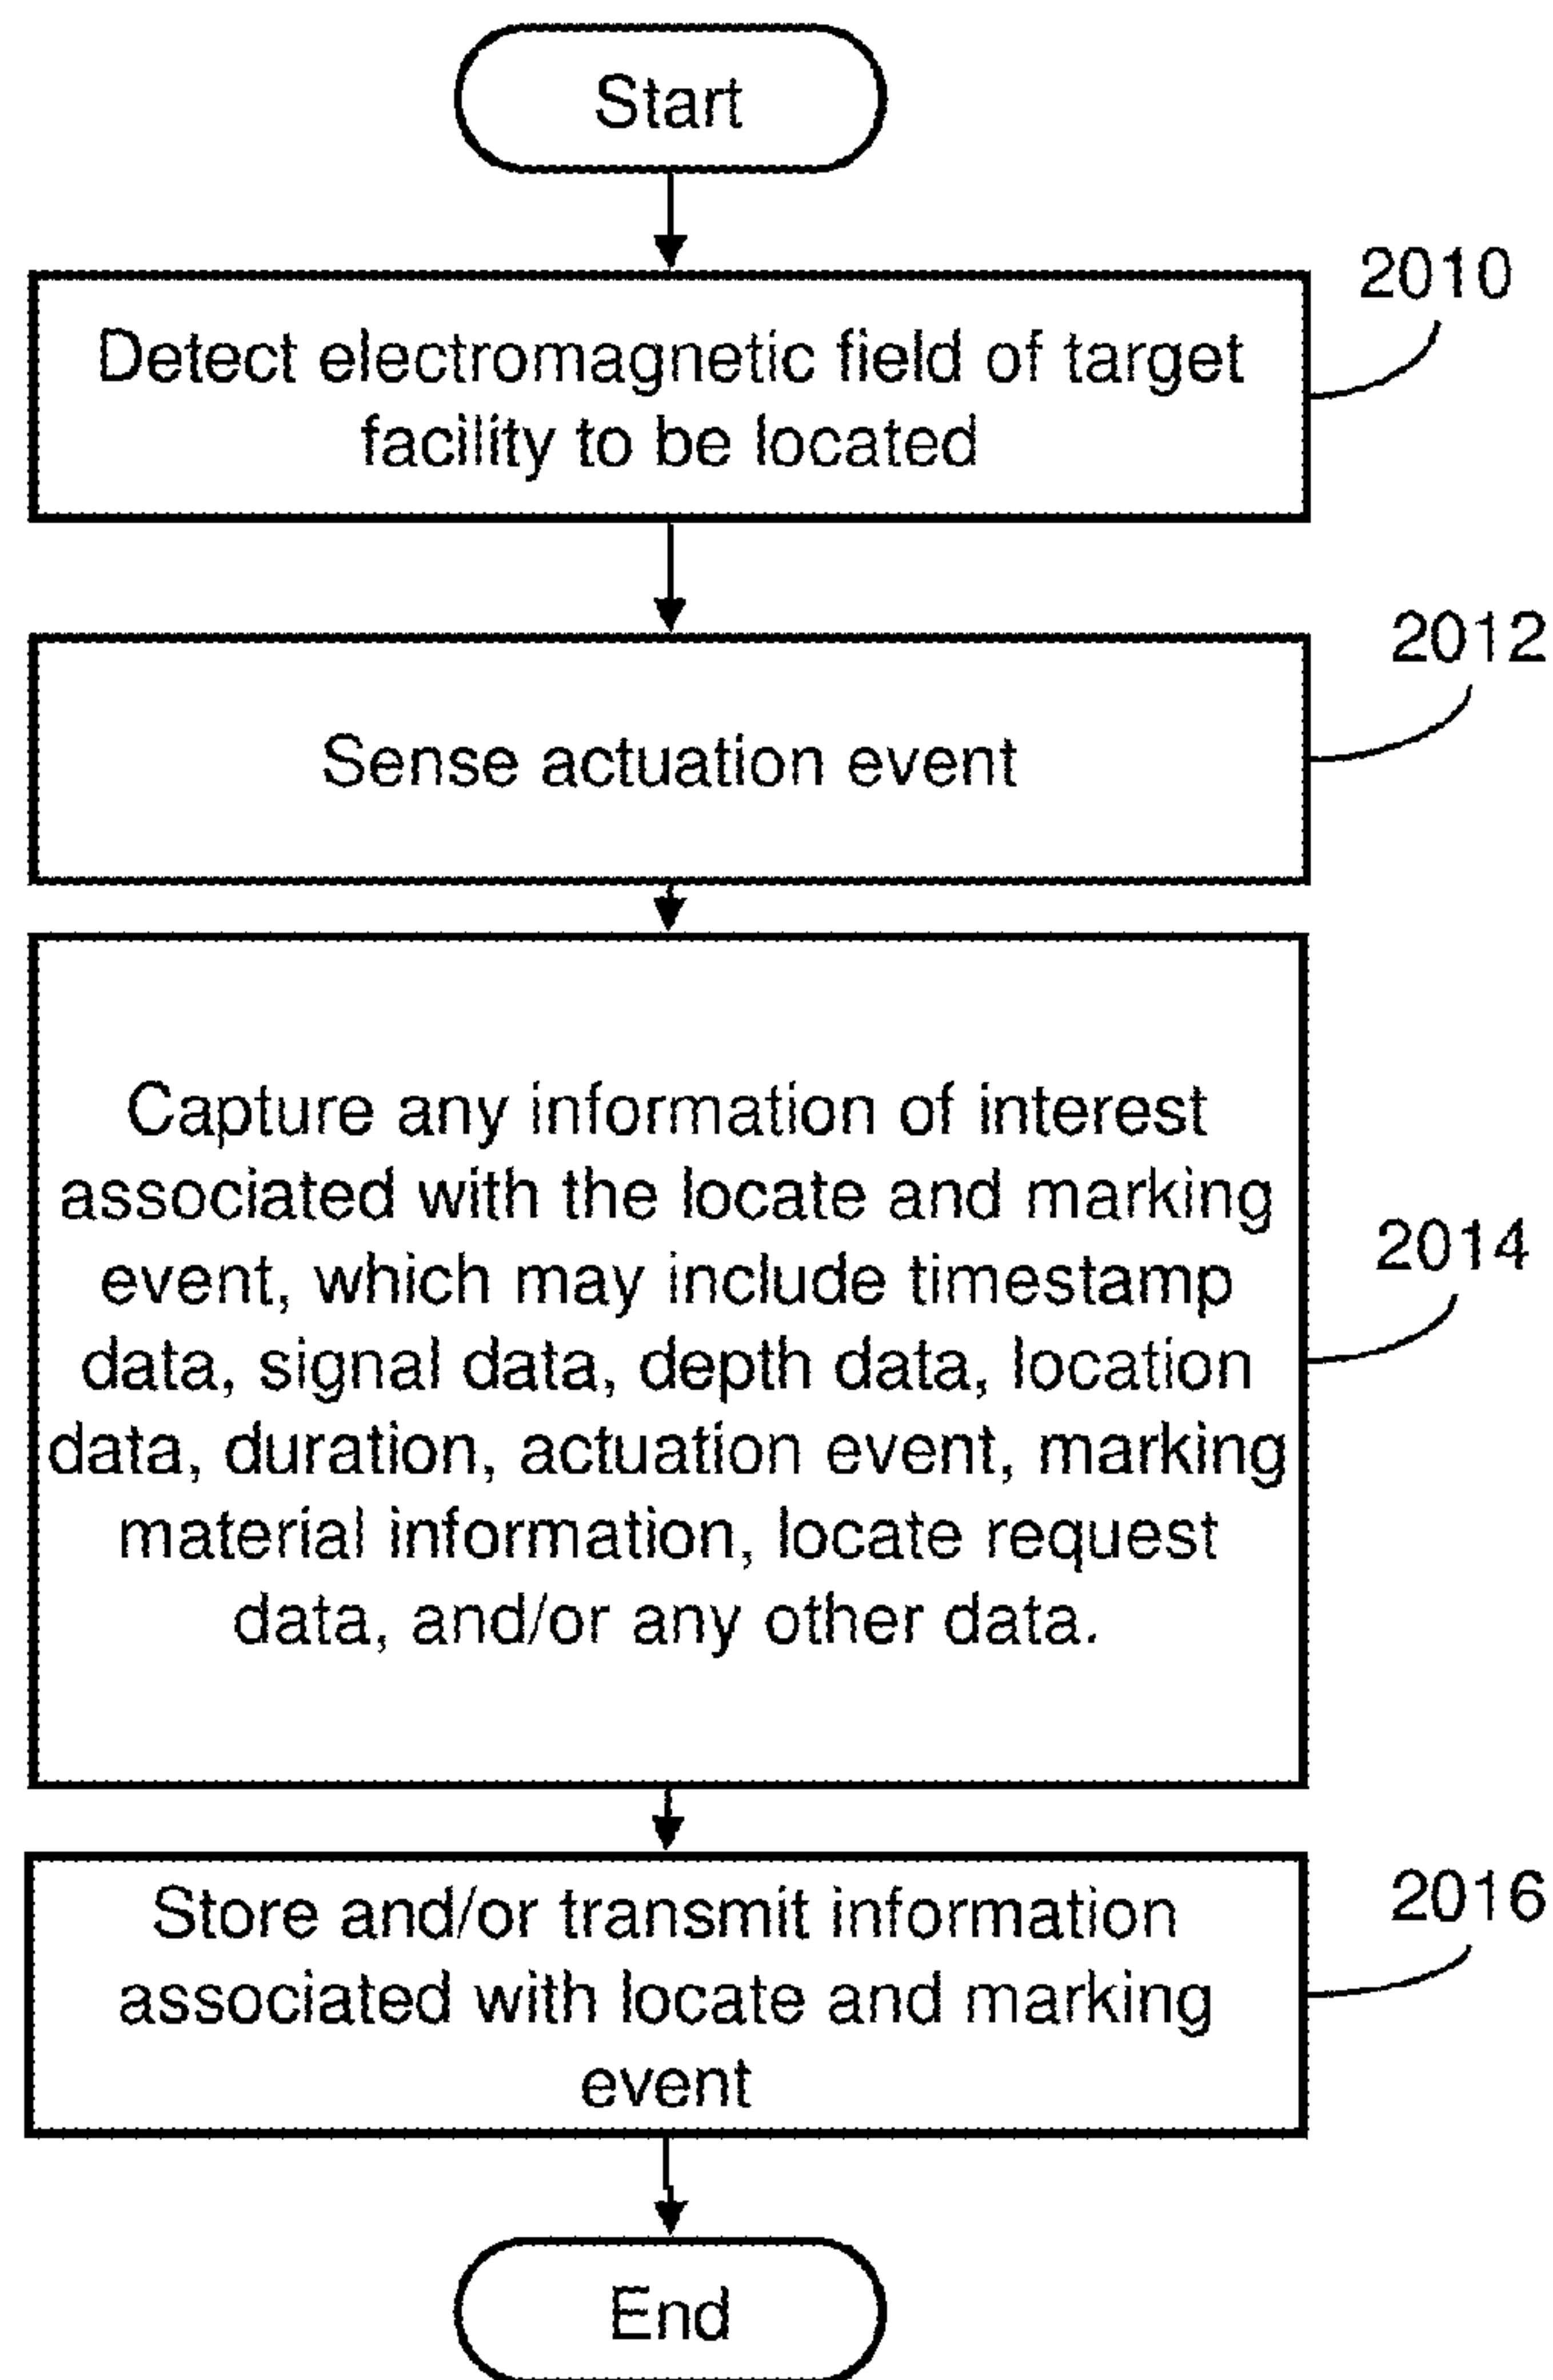 Start
2010
Detect electromagnetic field of target
facility to be located
2012
Sense actuation event
Capture any information of interest
associated with the locate and marking
event, which may include timestamp
2014
data, signal data, depth data, location
data, duration, actuation event, marking
material information, locate request
data, and/or any other data.
2016
Store and/or transmit information
associated with locate and marking
event
End